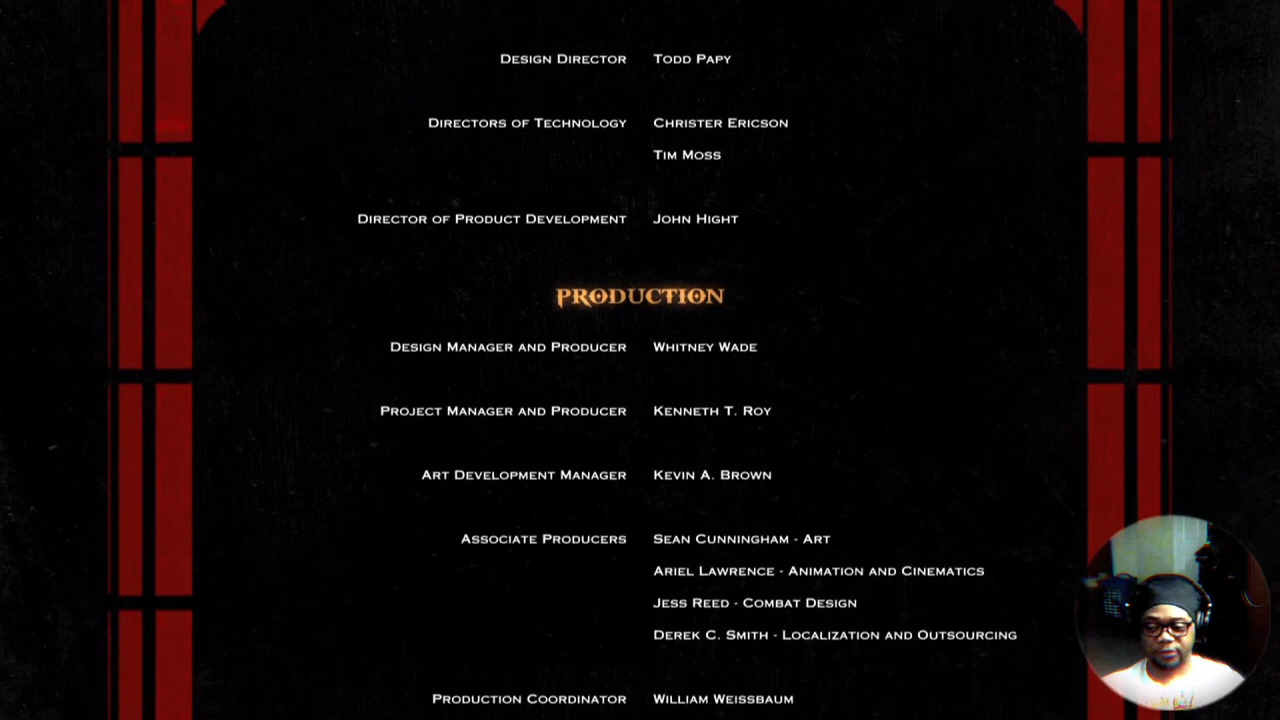 Design Director Todd Papy
Directors of Technology Christer Ericson
Tim Moss
Director of Product Development John Hight
PRODUCTION
Design Manager and Producer Whitney Wade
Project Manager and Producer Kenneth T. Roy
Art Development Manager Kevin A. Brown
Associate Producers Sean Cunningham - Art
Ariel Lawrence - Animation and Cinematics
Jess Reed - Combat Design
Derek C. Smith - Localization and Outsourcing
Production Coordinator William Weissbaum